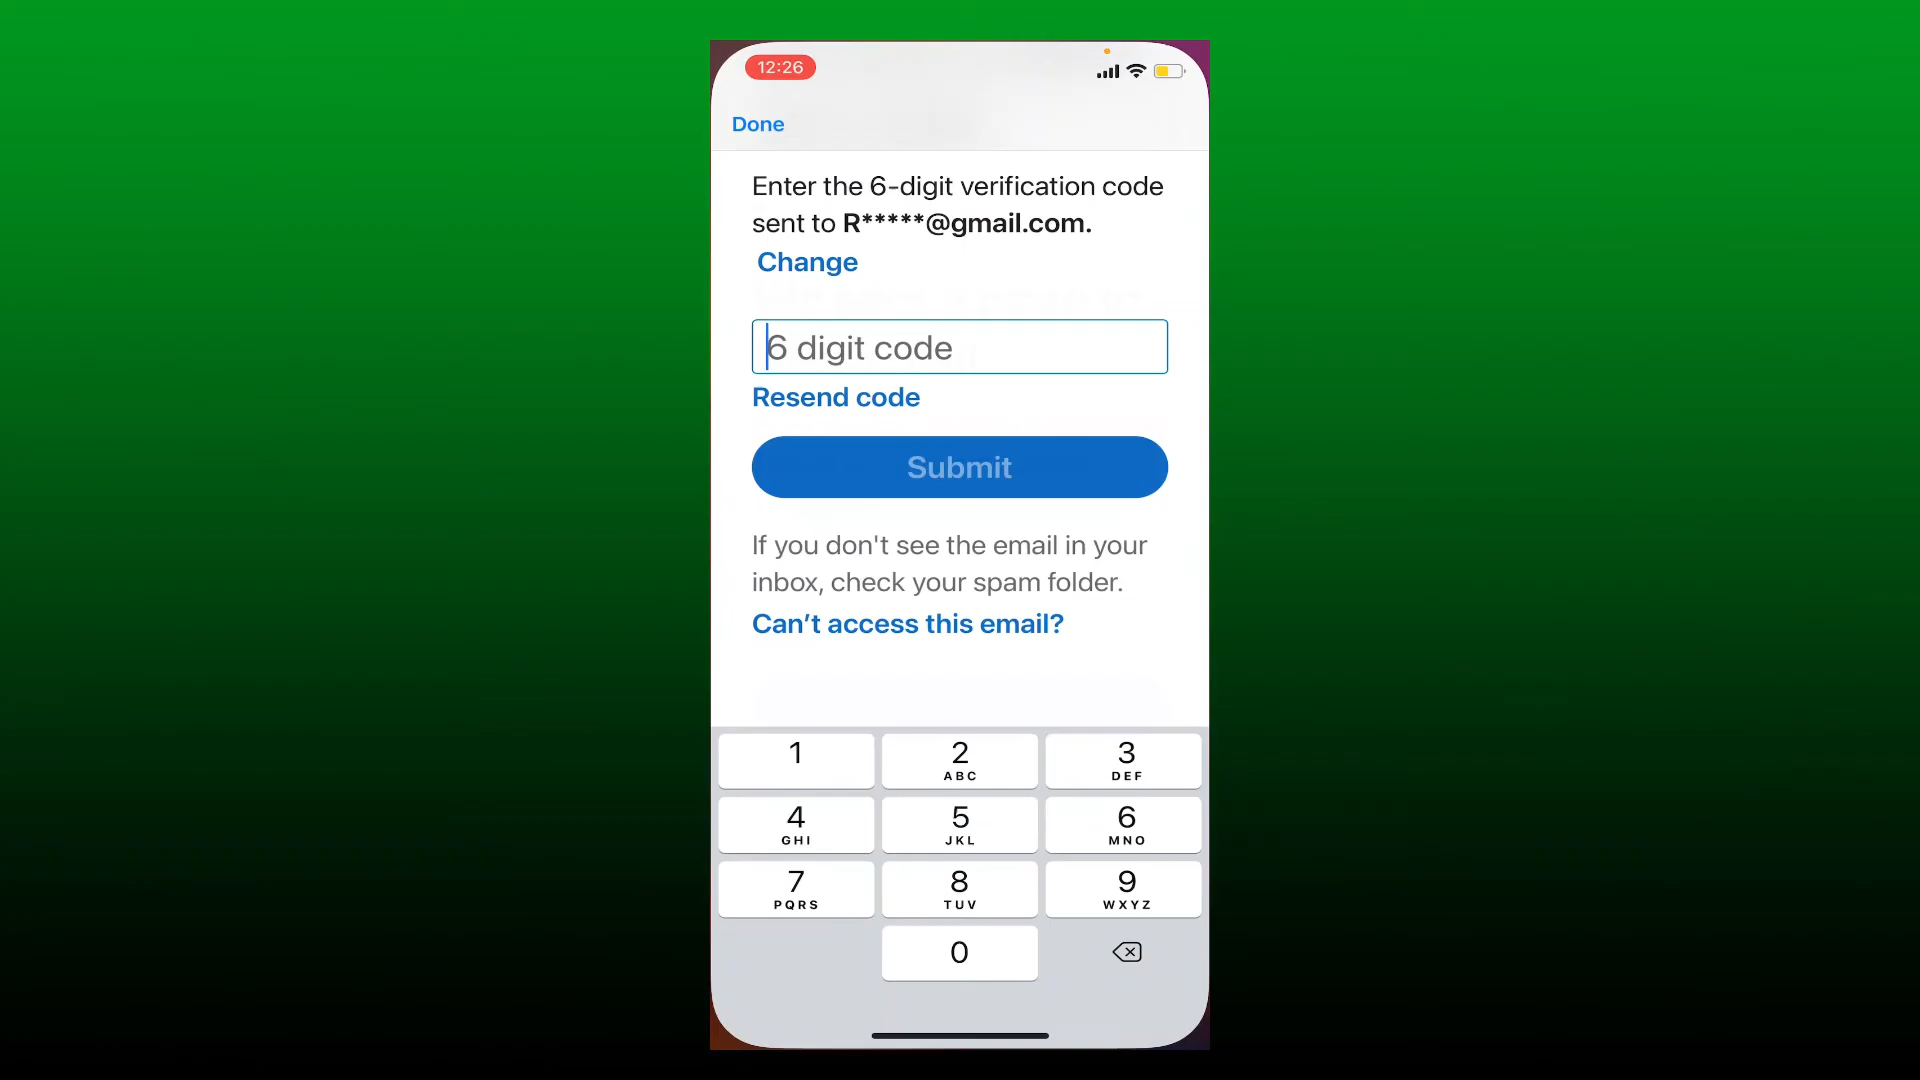 12:26
Done
Enter the 6-digit verification code
sent to R*****@gmail.com.
Change
6 digit code
Resend code
Submit
If you don't see the email in your
inbox, check your spam folder.
Can’t access this email?
1 2 3
ABC DEF
4 5 6
GHI JKL MNO
7 8 9
PQRS TUV WXYZ
0